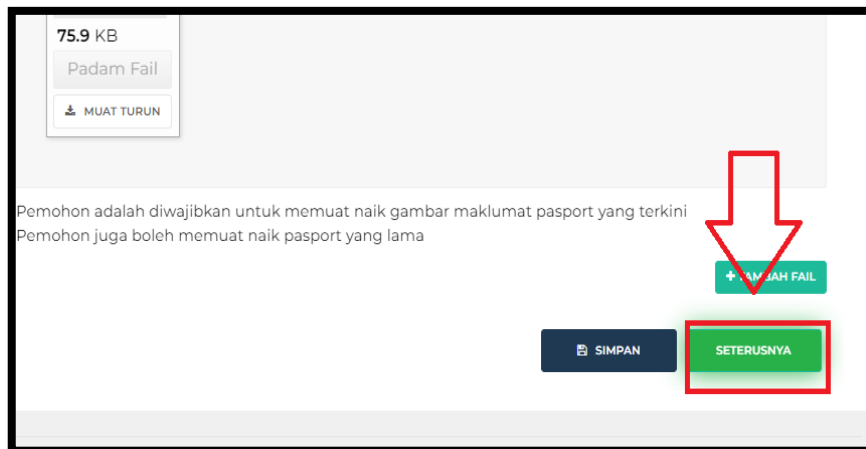 75.9 KB
Padam Fail
MUAT TURUN
Pemohon adalah diwajibkan untuk memuat naik gambar maklumat pasport yang terkini
Pemohon juga boleh memuat naik pasport yang lama
+ TAMBAH FAIL
SIMPAN
SETERUSNYA